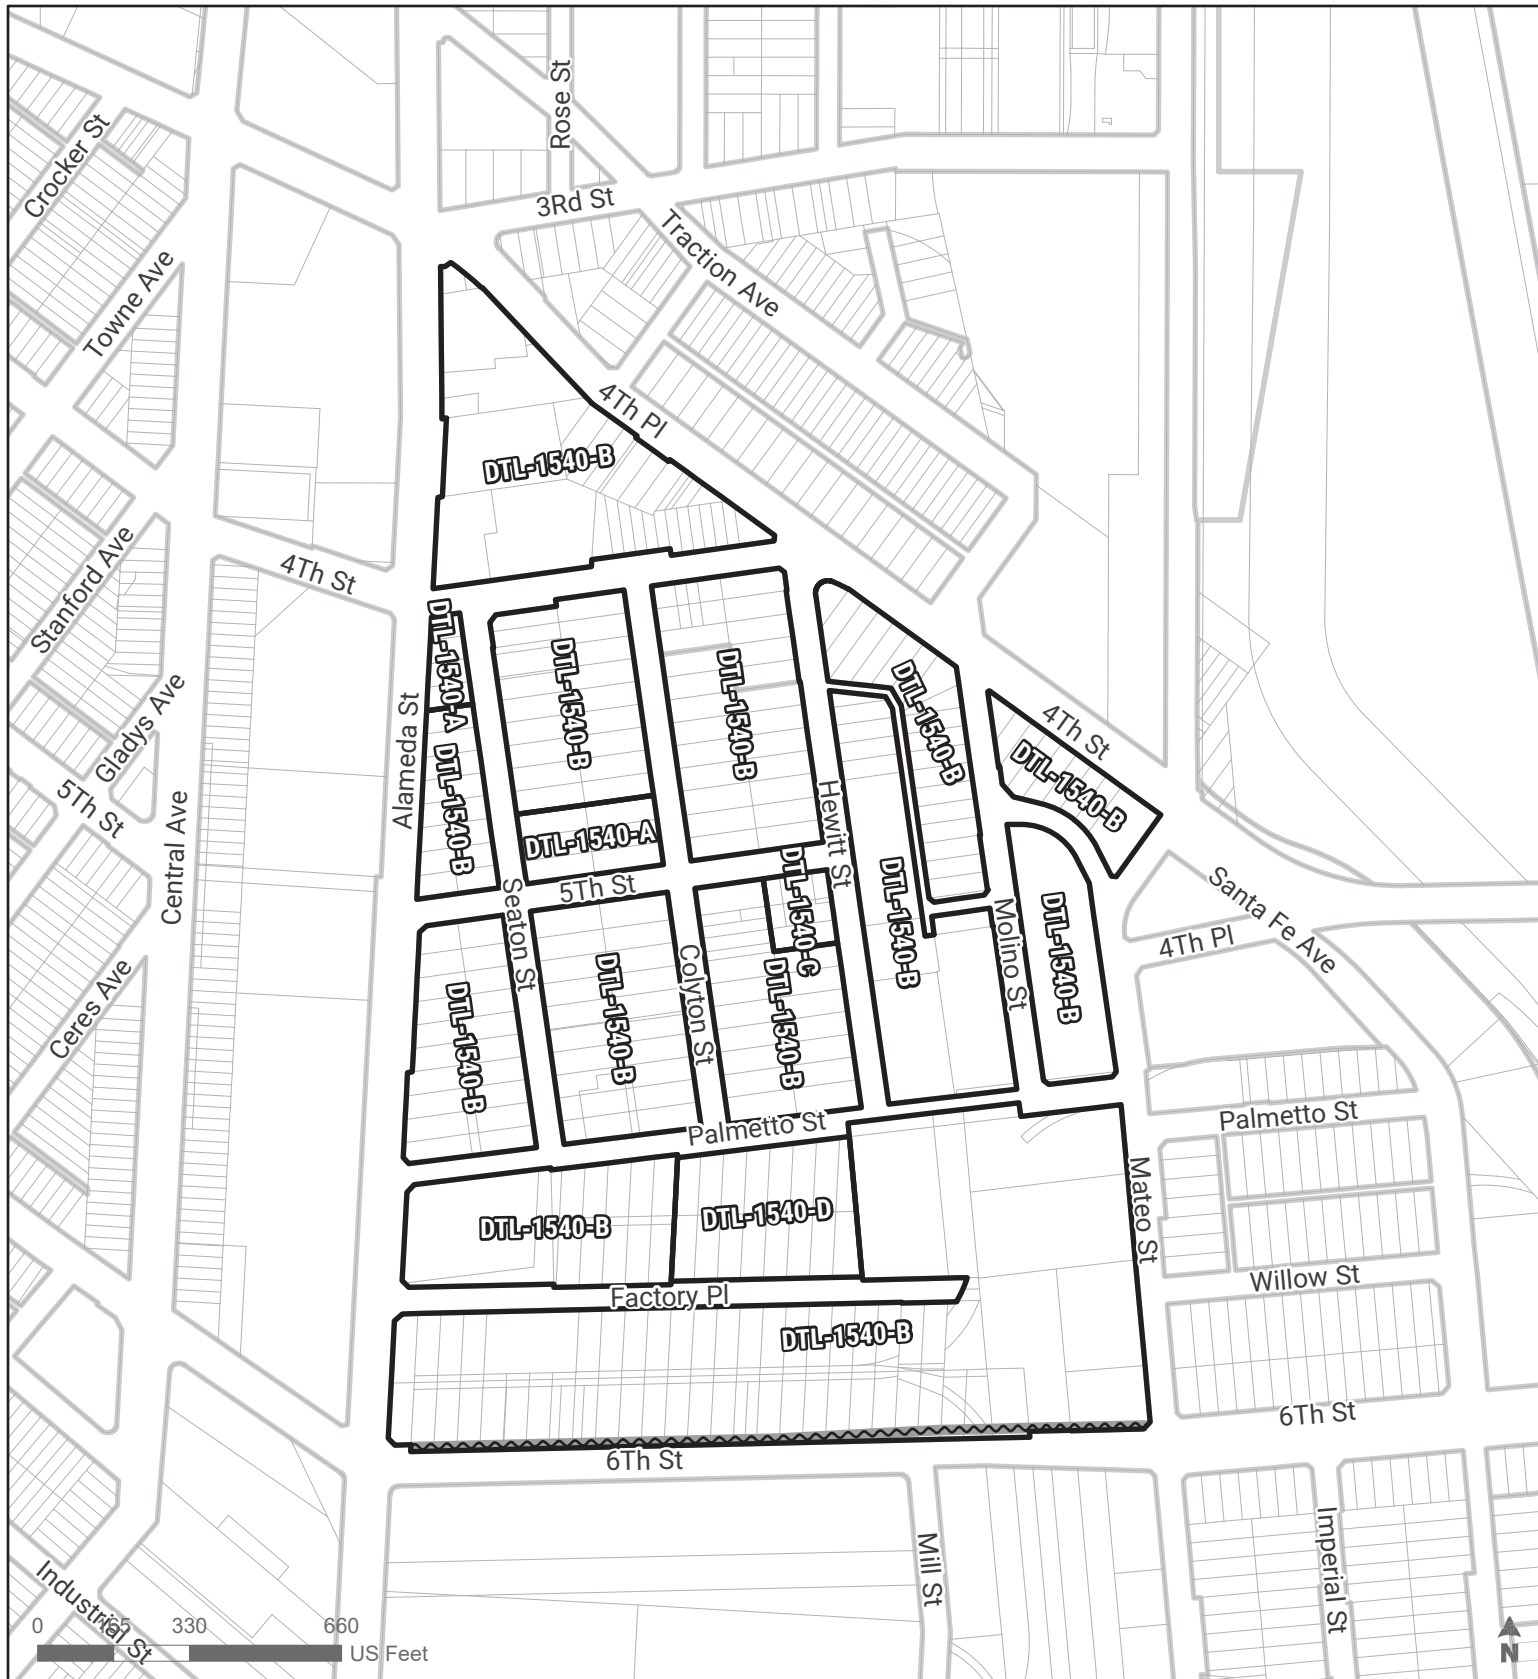 Rose St
Crocker St
3Rd St
Traction Ave
Towne Ave
4Th Pl
DTL-1540-B
4Th St
Stanford Ave
DTL-1540-A
DTL-1540-B
DTL-1540-B
DTL-1540-B
Gladys Ave
Alameda St
4Th St
DTL-1540-B
DTL-1540-B
5Th St
Central Ave
Hewitt St
DTL-1540-A
5Th St
DTL-1540-C
Seaton St
DTL-1540-B
Molino St
DTL-1540-B
Santa Fe Ave
4Th Pl
Ceres Ave
DTL-1540-B
DTL-1540-B
Colyton St
DTL-1540-B
Palmetto St
Palmetto St
Mateo St
DTL-1540-B
DTL-1540-D
Willow St
Factory Pl
DTL-1540-B
6Th St
6Th St
Mill St
Imperial St
Industrial St
0 165 330 660
US Feet
N